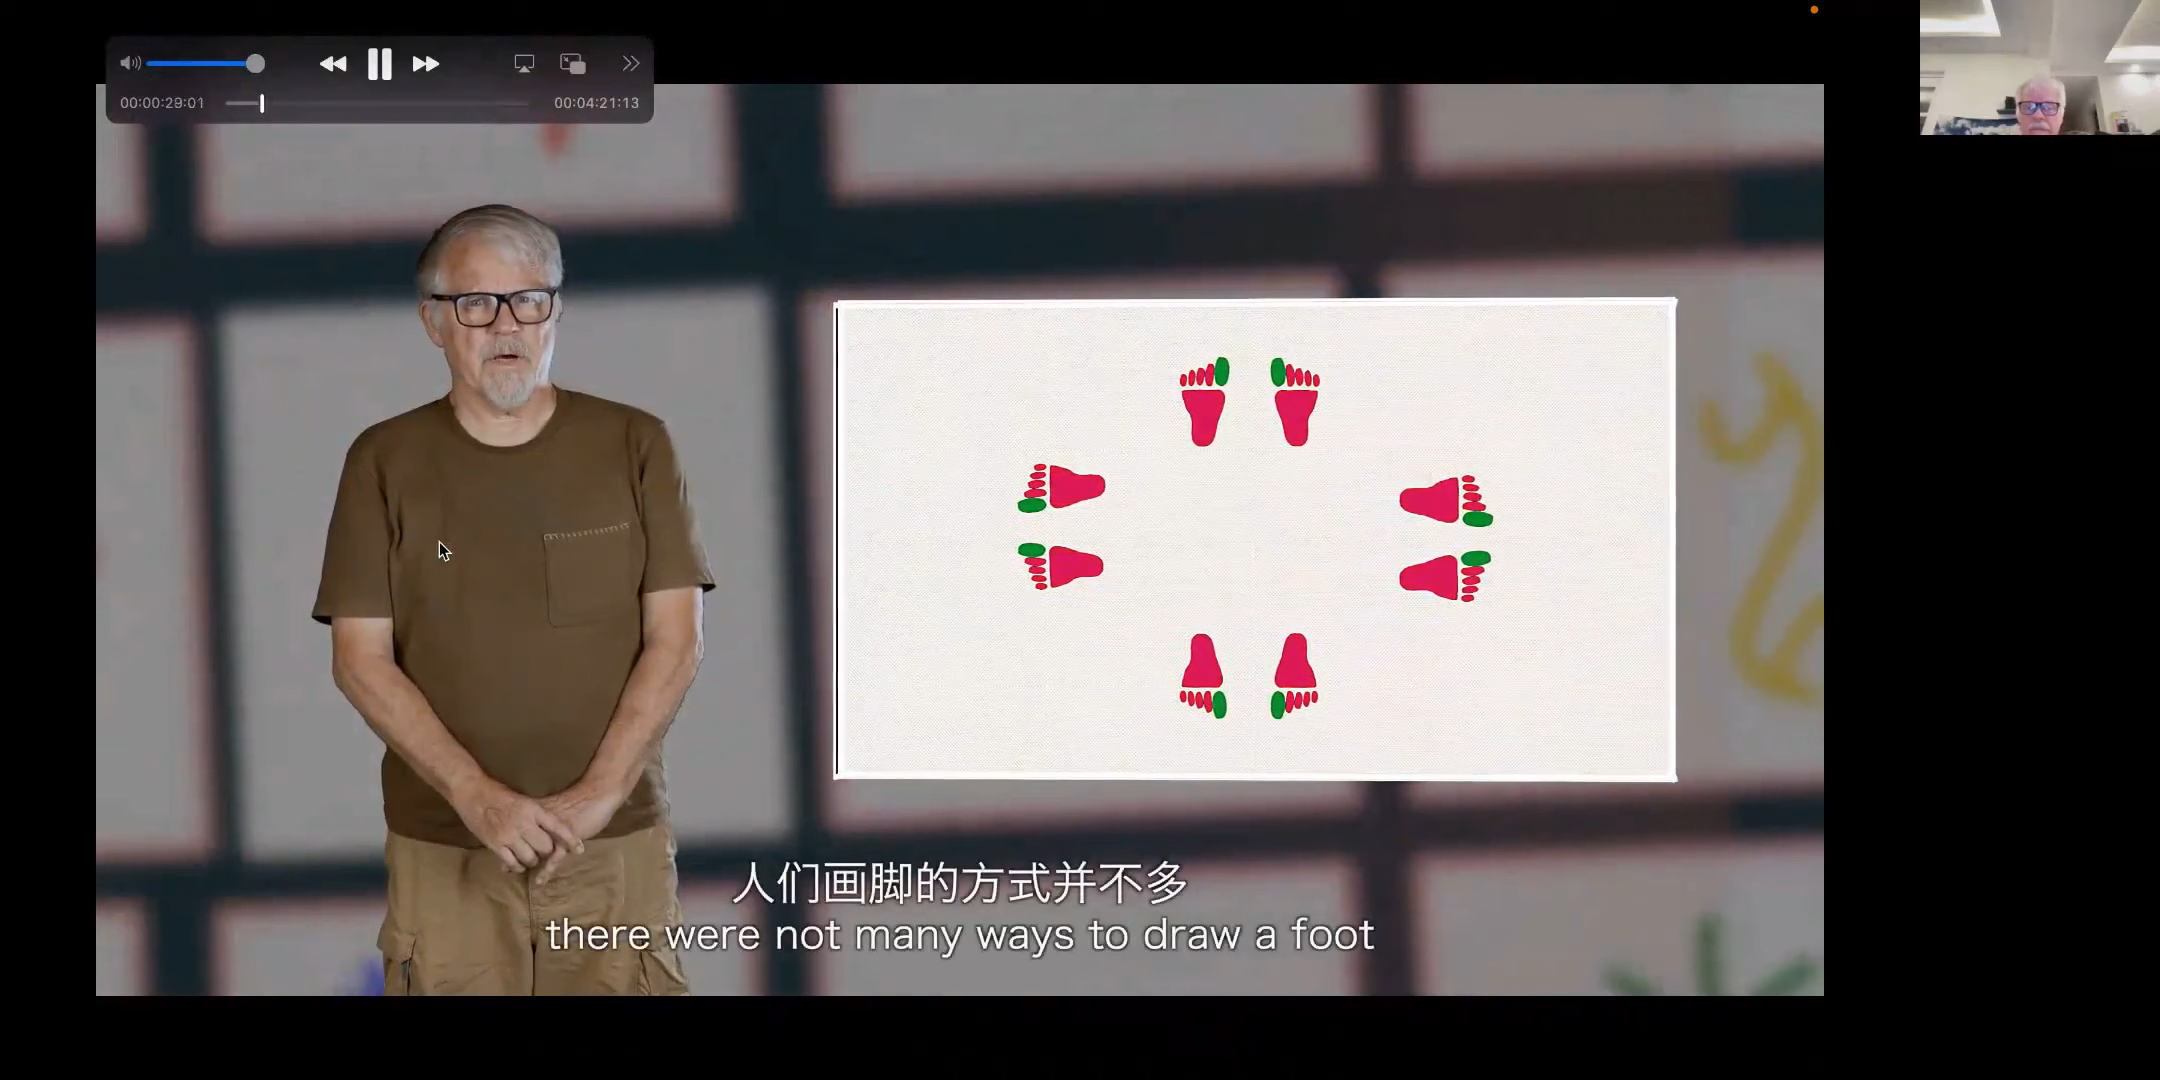 00:00:29:01
00:04:21:13
人们画脚的方式并不多
there were not many ways to draw a foot